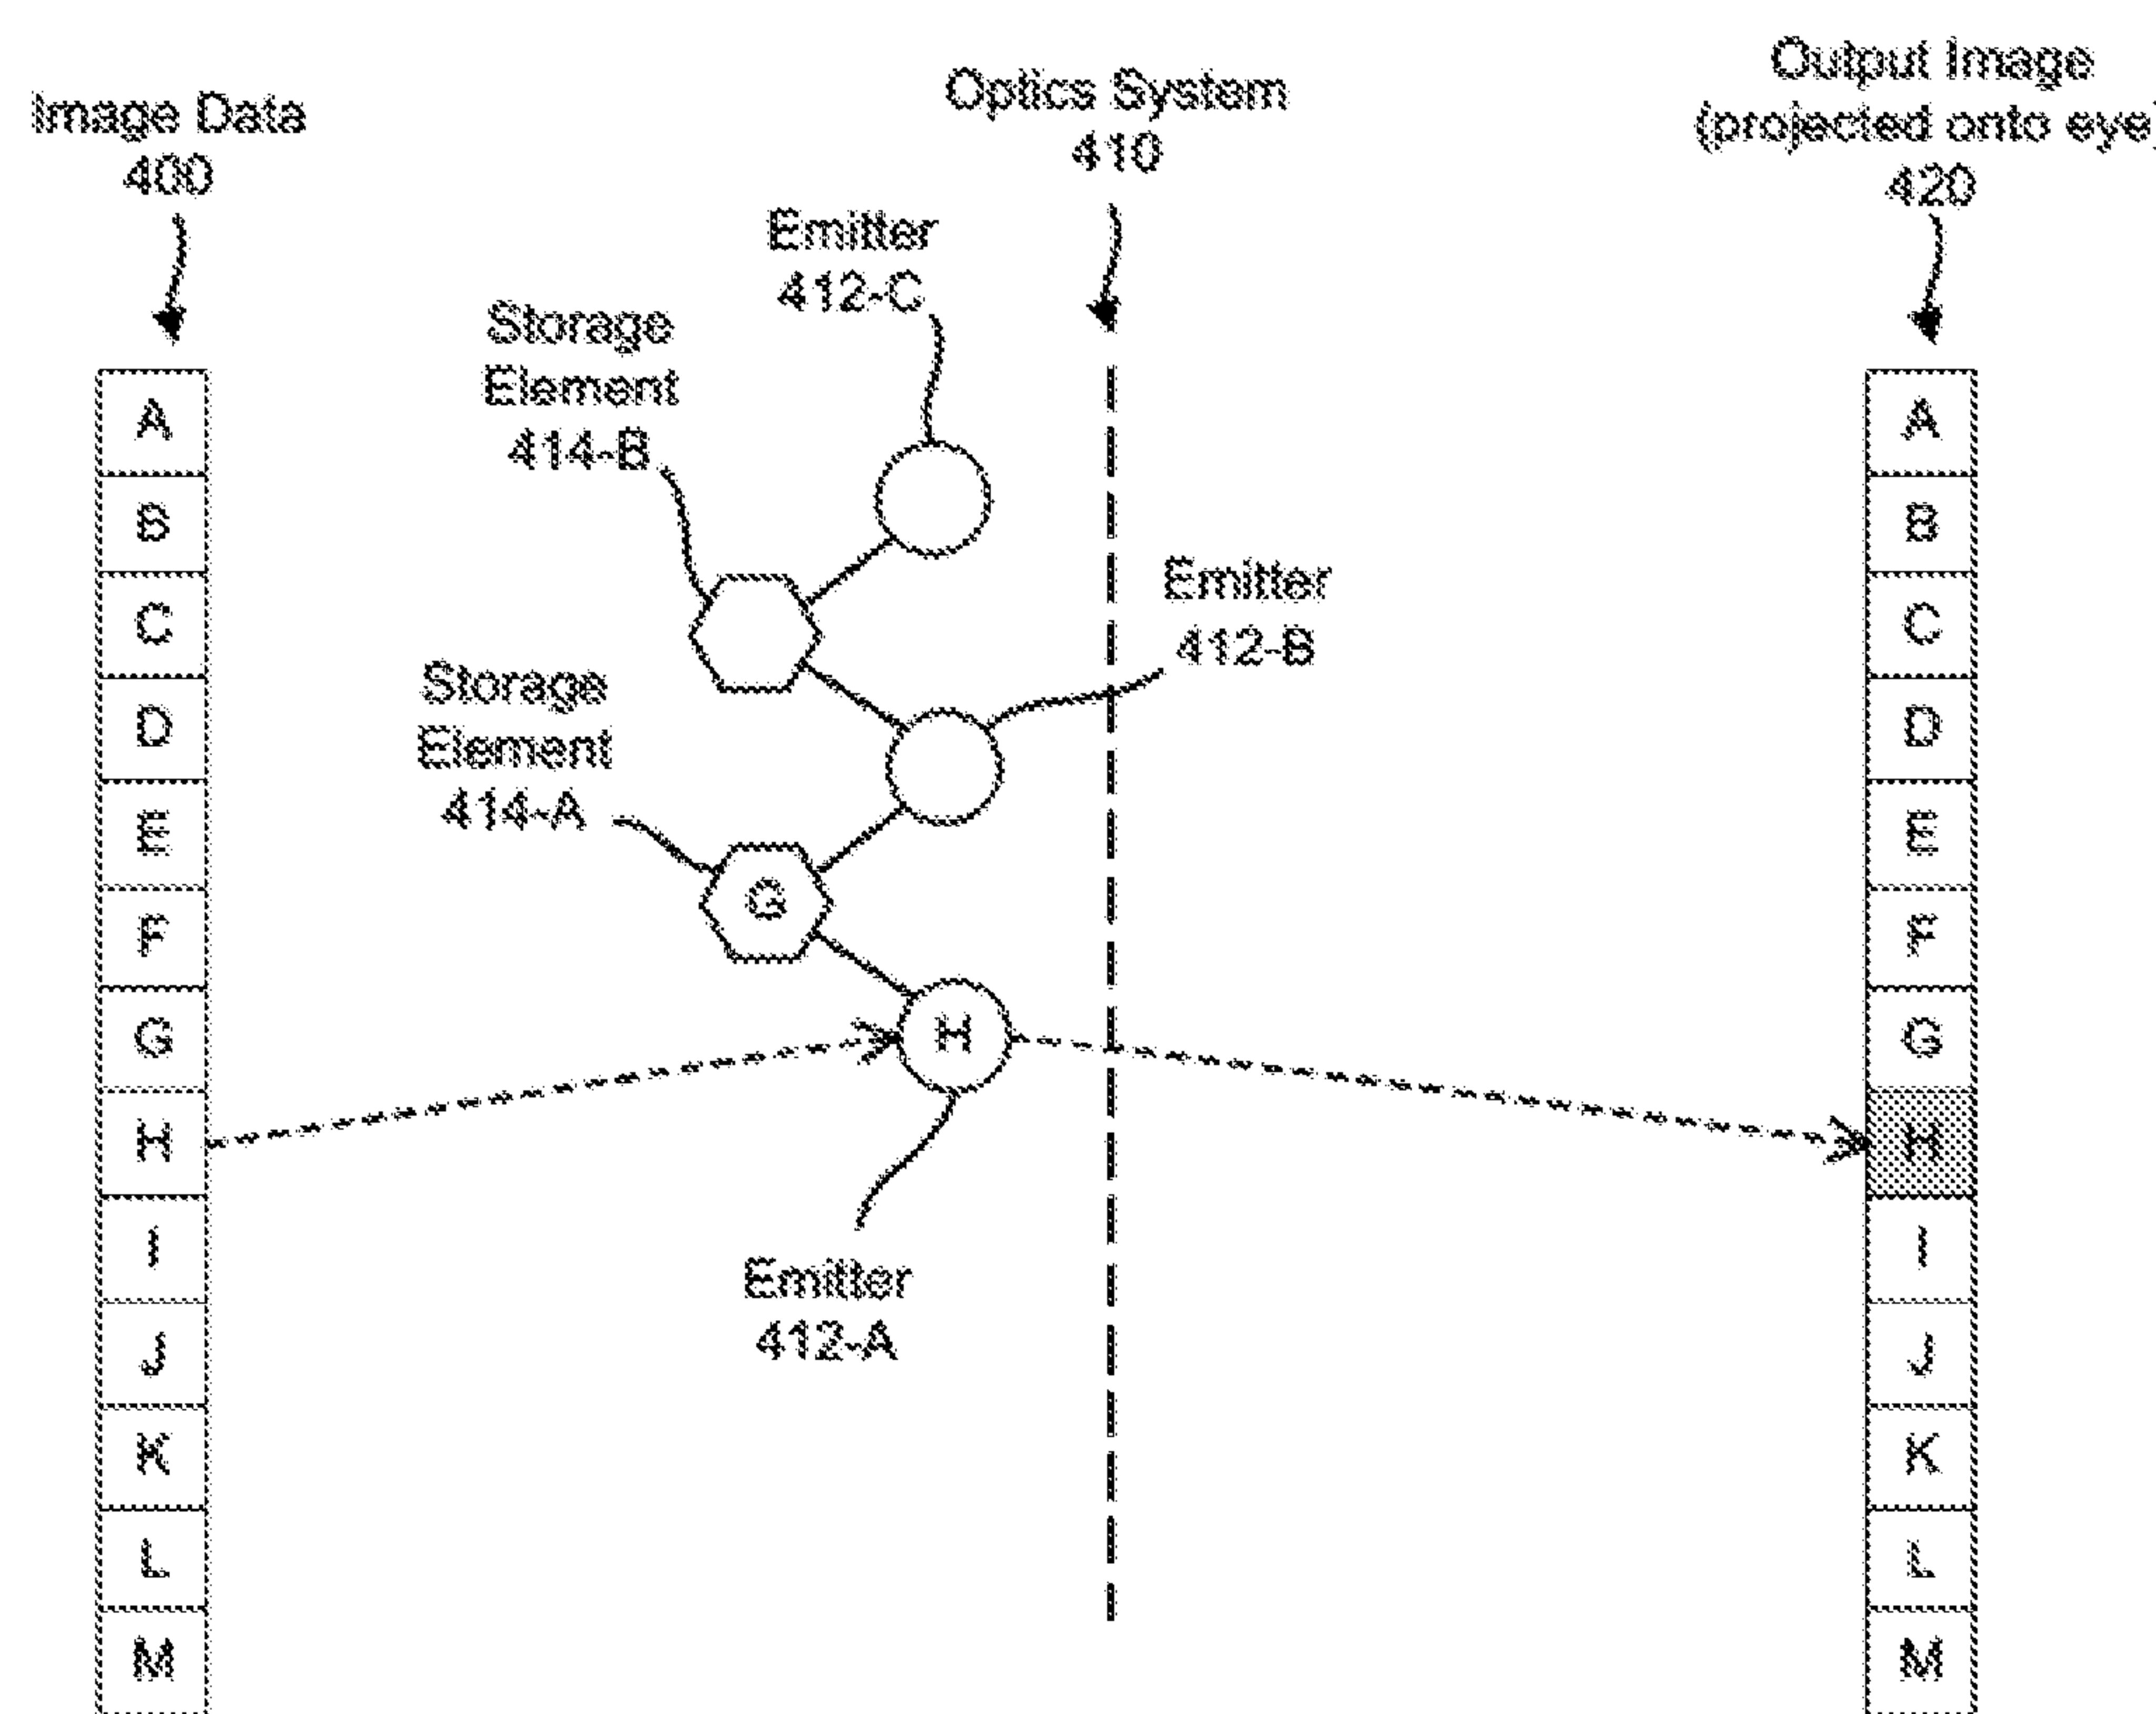 Image Data
400
Optics System
410
Output Image
(projected onto eye)
420
Emitter
412-C
Storage
Element
414-B
Emitter
412-B
Storage
Element
414-A
G
H
Emitter
412-A
A
B
C
D
E
F
G
H
I
J
K
L
M
A
B
C
D
E
F
G
H
I
J
K
L
M